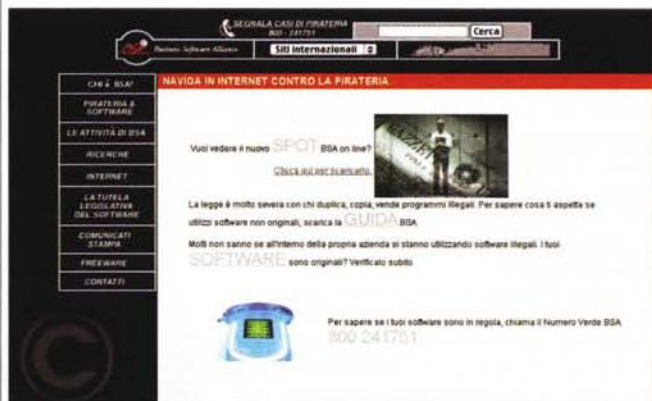 SEGNALA CASI DI PIRATERIA
800 - 241751
Cerca
Business Software Alliance
Siti internazionali
CHI è BSA?
PIRATERIA & SOFTWARE
LE ATTIVITÀ DI BSA
RICERCHE
INTERNET
LA TUTELA LEGISLATIVA DEL SOFTWARE
COMUNICATI STAMPA
FREEWARE
CONTATTI
NAVIGA IN INTERNET CONTRO LA PIRATERIA
Vuoi vedere il nuovo SPOT BSA on line?
Clicca qui per
La legge è molto severa con chi duplica, copia, vende programmi illegali. Per sapere cosa ti aspetta se
utilizzi software non originali, scarica la GUIDA BSA
Molti non sanno se all'interno della propria azienda si stanno utilizzando software illegali. I tuoi
SOFTWARE sono originali? Verificalo subito.
Per sapere se i tuoi software sono in regola, chiama il Numero Verde BSA
800 241751